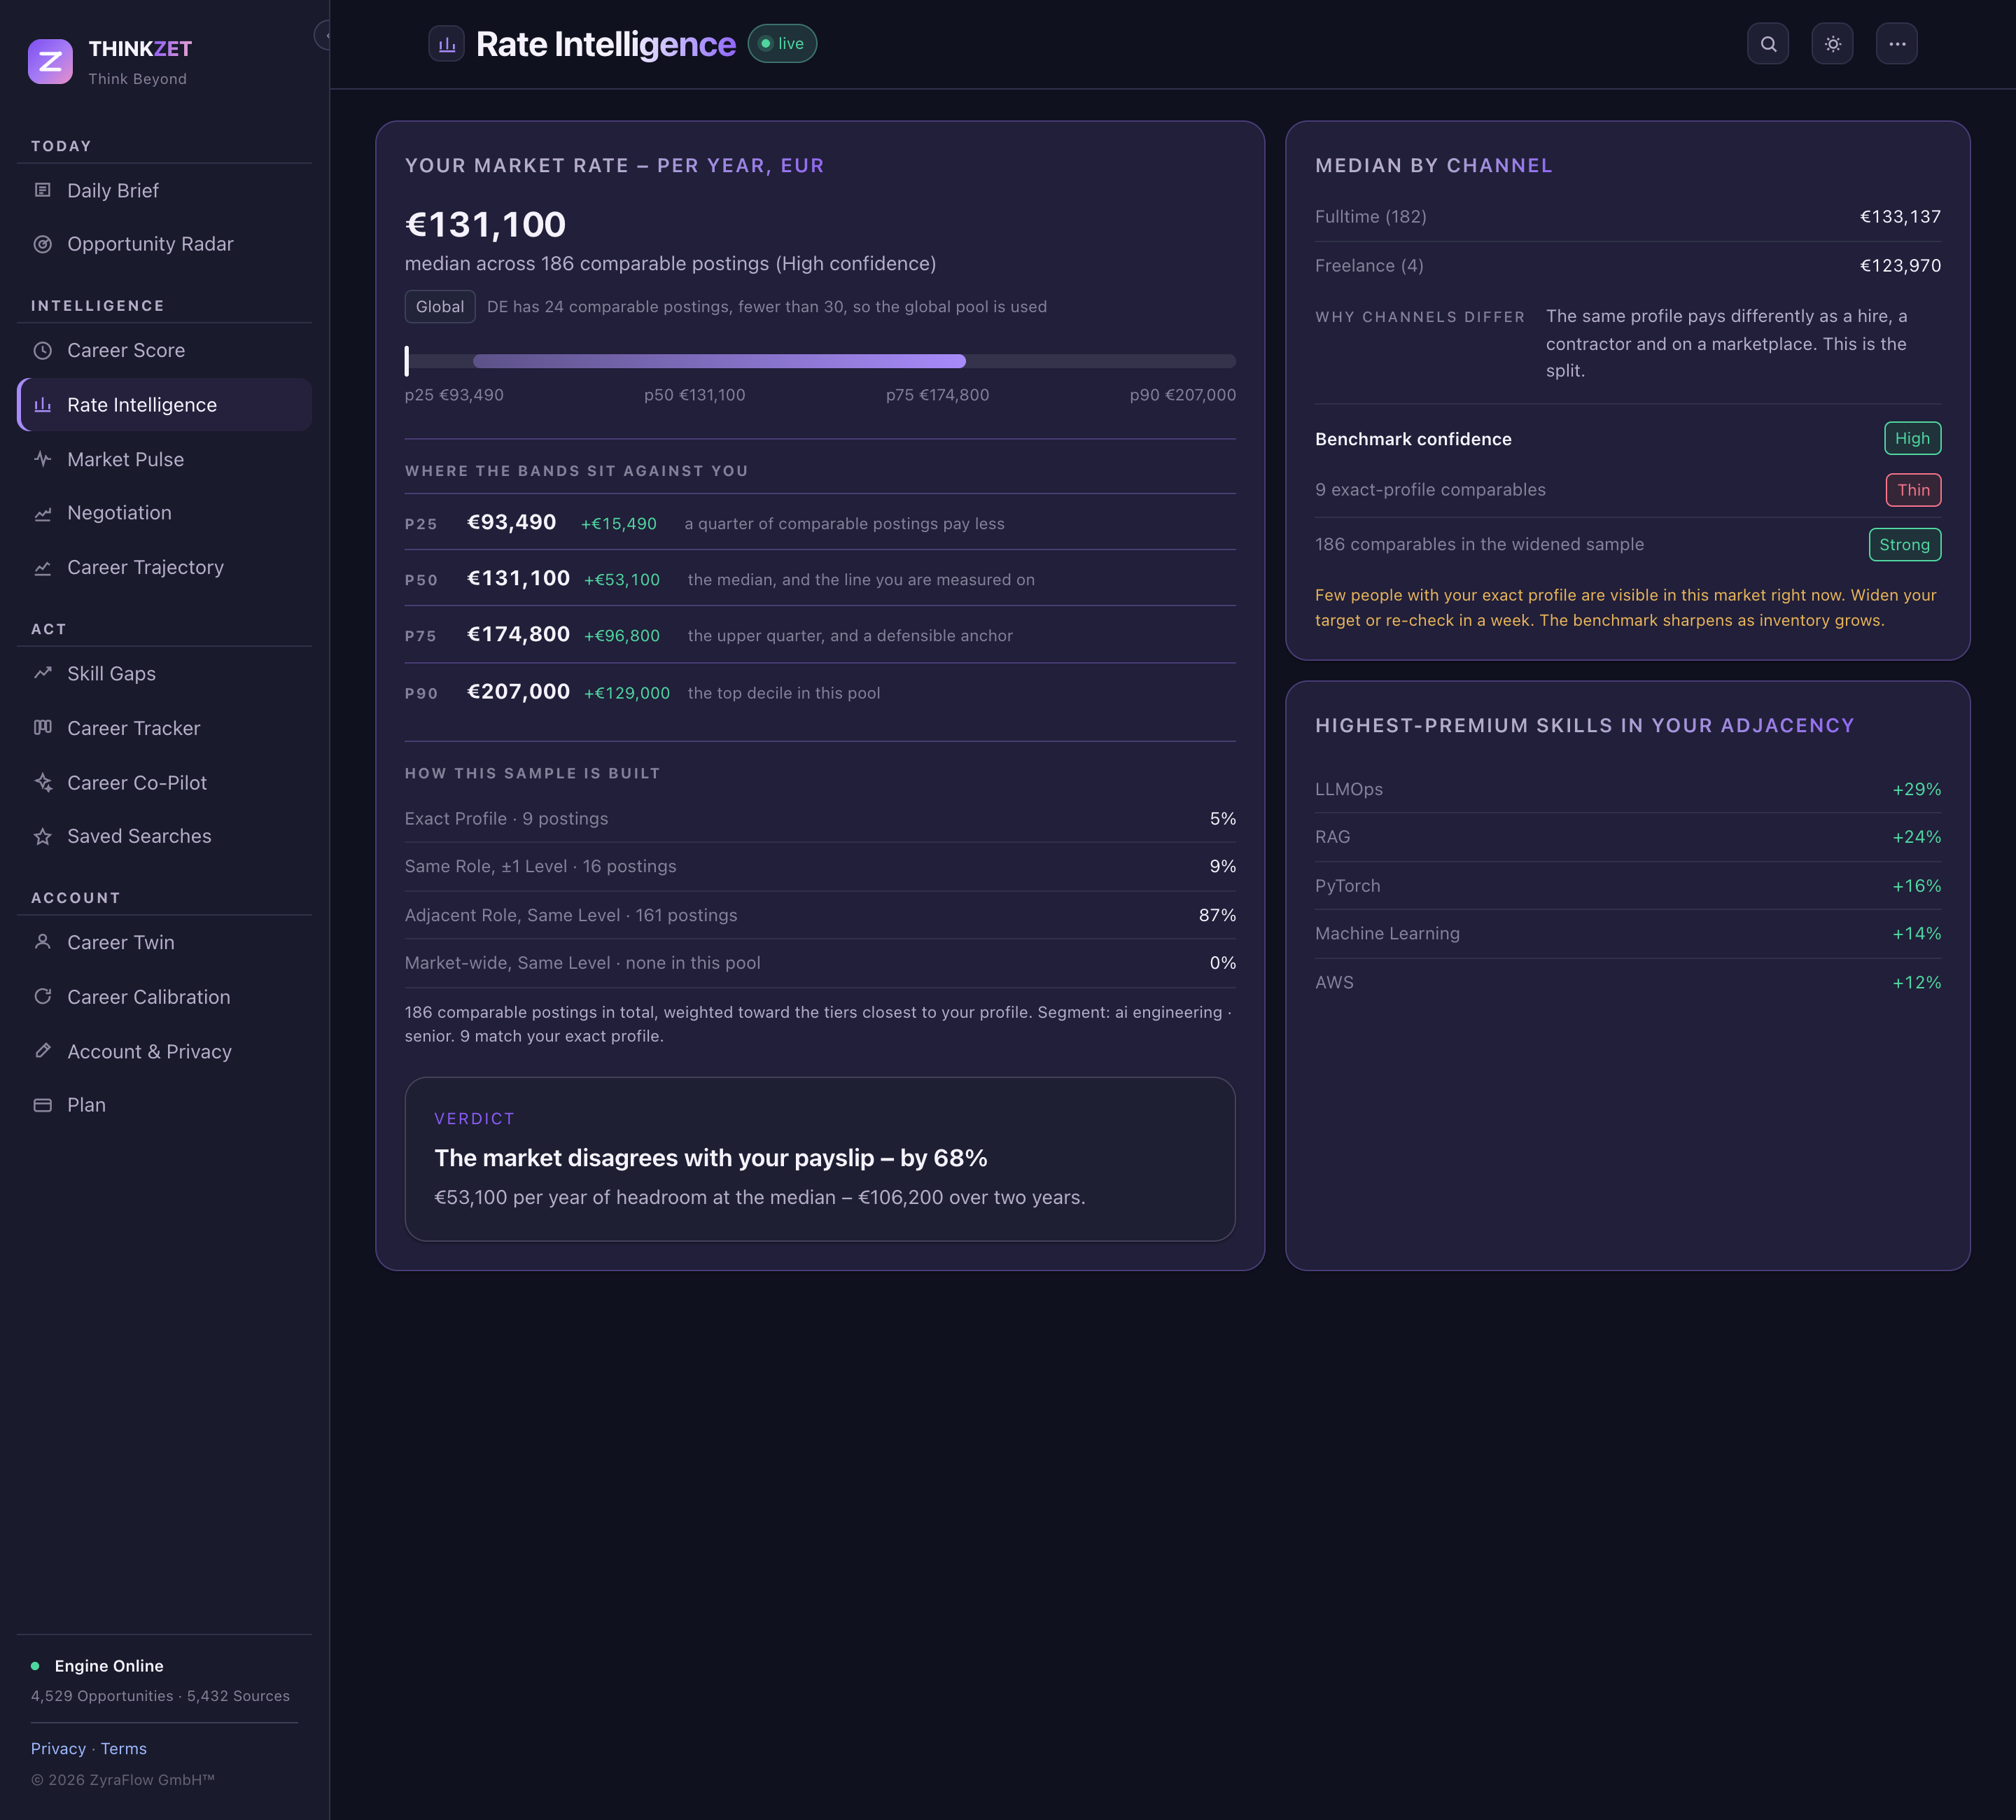 THINKZET
Think Beyond
TODAY
Daily Brief
Opportunity Radar
INTELLIGENCE
Career Score
Rate Intelligence
Market Pulse
Negotiation
Career Trajectory
ACT
Skill Gaps
Career Tracker
Career Co-Pilot
Saved Searches
ACCOUNT
Career Twin
Career Calibration
Account & Privacy
Plan
Engine Online
4,529 Opportunities · 5,432 Sources
Privacy · Terms
© 2026 ZyraFlow GmbH™
Rate Intelligence live
YOUR MARKET RATE – PER YEAR, EUR
€131,100
median across 186 comparable postings (High confidence)
Global DE has 24 comparable postings, fewer than 30, so the global pool is used
p25 €93,490 p50 €131,100 p75 €174,800 p90 €207,000
WHERE THE BANDS SIT AGAINST YOU
P25 €93,490 +€15,490 a quarter of comparable postings pay less
P50 €131,100 +€53,100 the median, and the line you are measured on
P75 €174,800 +€96,800 the upper quarter, and a defensible anchor
P90 €207,000 +€129,000 the top decile in this pool
HOW THIS SAMPLE IS BUILT
Exact Profile · 9 postings 5%
Same Role, ±1 Level · 16 postings 9%
Adjacent Role, Same Level · 161 postings 87%
Market-wide, Same Level · none in this pool 0%
186 comparable postings in total, weighted toward the tiers closest to your profile. Segment: ai engineering ·
senior. 9 match your exact profile.
VERDICT
The market disagrees with your payslip – by 68%
€53,100 per year of headroom at the median – €106,200 over two years.
MEDIAN BY CHANNEL
Fulltime (182) €133,137
Freelance (4) €123,970
WHY CHANNELS DIFFER The same profile pays differently as a hire, a
contractor and on a marketplace. This is the
split.
Benchmark confidence High
9 exact-profile comparables Thin
186 comparables in the widened sample Strong
Few people with your exact profile are visible in this market right now. Widen your
target or re-check in a week. The benchmark sharpens as inventory grows.
HIGHEST-PREMIUM SKILLS IN YOUR ADJACENCY
LLMOps +29%
RAG +24%
PyTorch +16%
Machine Learning +14%
AWS +12%